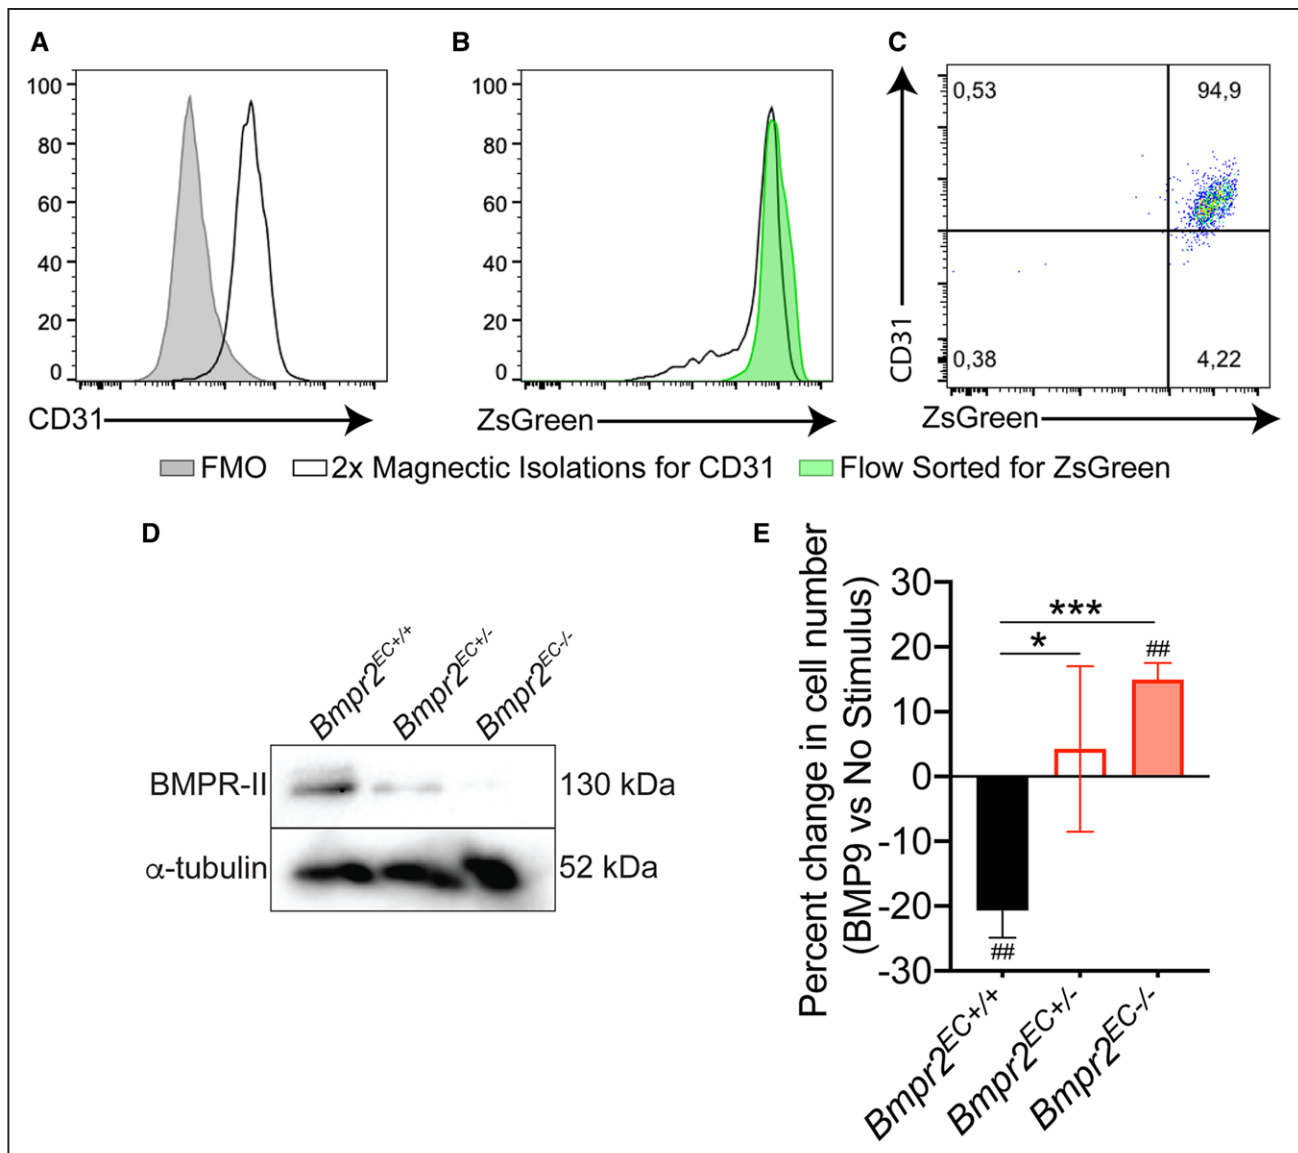 A
100
80
60
40
20
0
CD31
B
100
80
60
40
20
0
ZsGreen
C
0,53
94,9
0,38
4,22
CD31
ZsGreen
FMO
2x Magnectic Isolations for CD31
Flow Sorted for ZsGreen
D
Bmpr2EC+/+
Bmpr2EC+/-
Bmpr2EC-/-
BMPR-II
130 kDa
α-tubulin
52 kDa
E
Percent change in cell number
(BMP9 vs No Stimulus)
30
20
10
0
-10
-20
-30
***
*
##
##
Bmpr2EC+/+
Bmpr2EC+/-
Bmpr2EC-/-